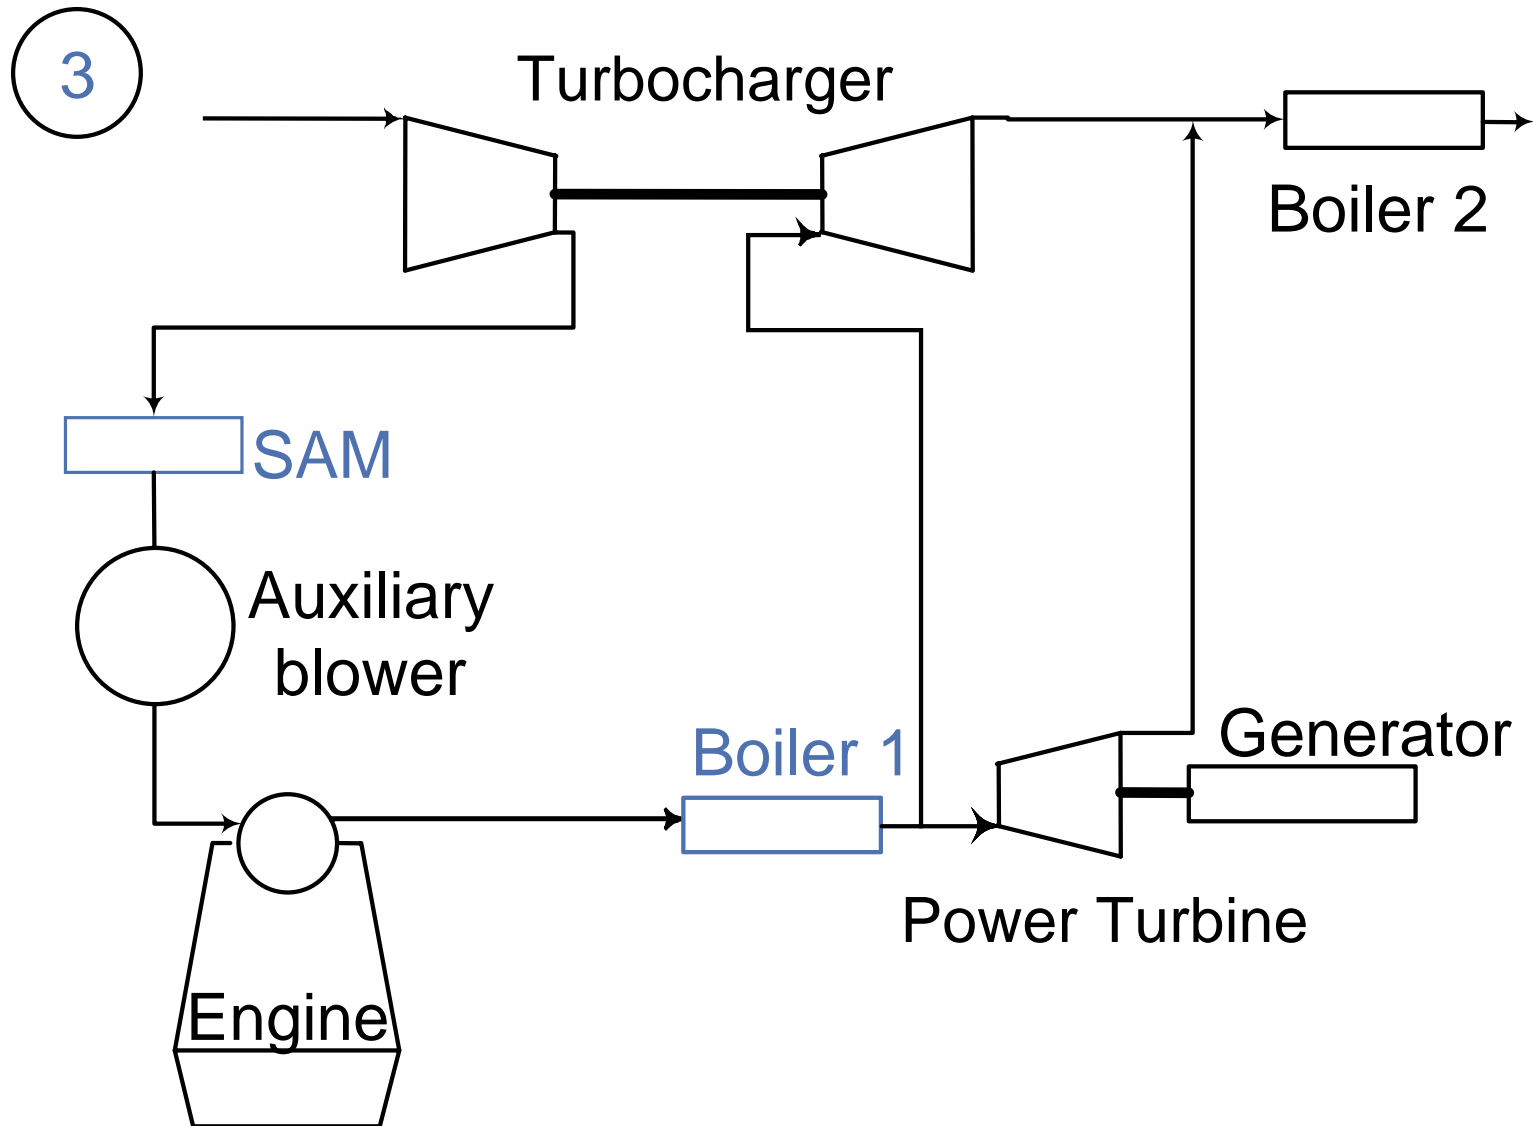 3
Turbocharger
Boiler 2
SAM
Auxiliary
blower
Boiler 1
Generator
Power Turbine
Engine